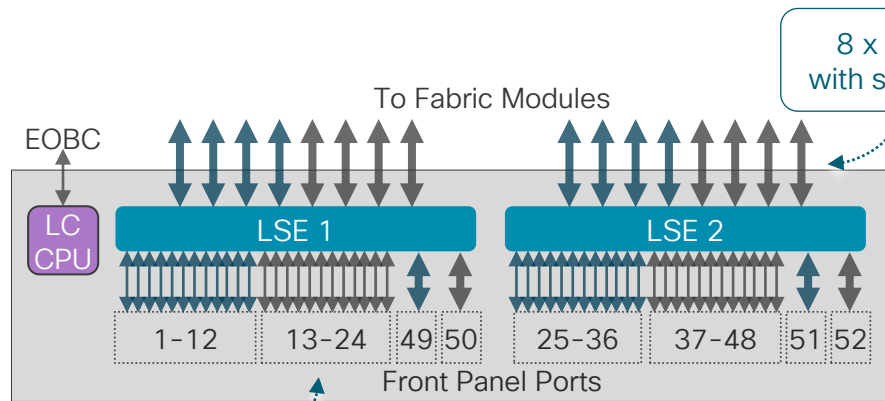 8 x
with s
To Fabric Modules
EOBC
LC
CPU
LSE 1
LSE 2
1-12
13-24
49
50
25-36
37-48
51
52
Front Panel Ports